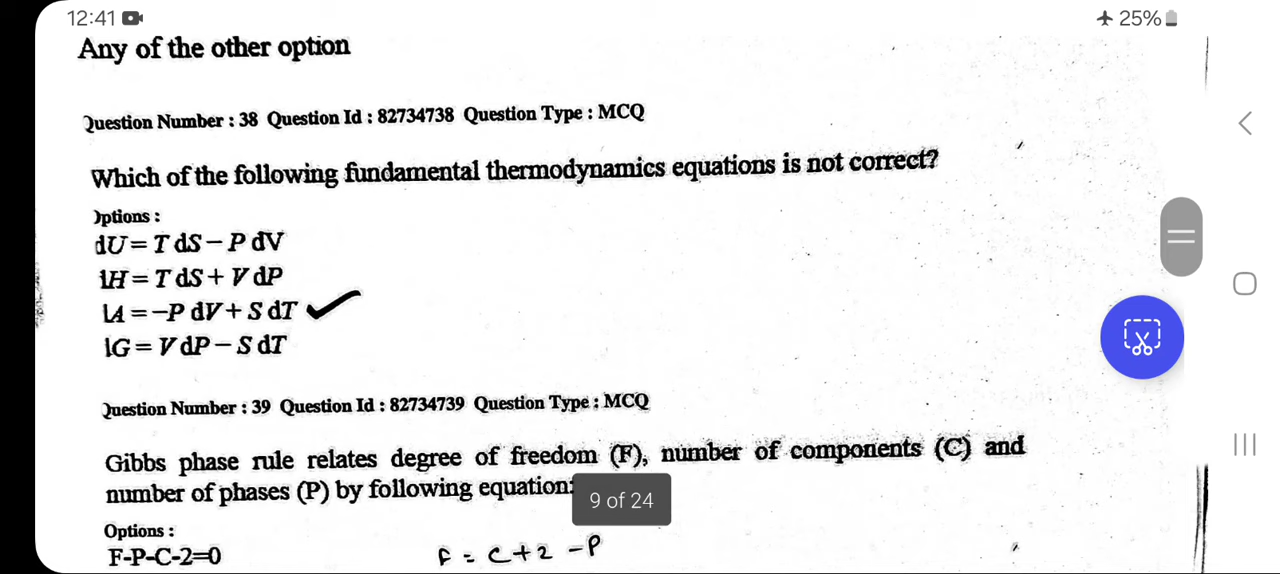 12:41
25%
Any of the other option
Question Number : 38 Question Id : 82734738 Question Type : MCQ
Which of the following fundamental thermodynamics equations is not correct?
Options :
dU = T dS − P dV
dH = T dS + V dP
dA = −P dV + S dT
dG = V dP − S dT
Question Number : 39 Question Id : 82734739 Question Type : MCQ
Gibbs phase rule relates degree of freedom (F), number of components (C) and
number of phases (P) by following equation:
9 of 24
Options :
F-P-C-2=0
F = C+2 -P